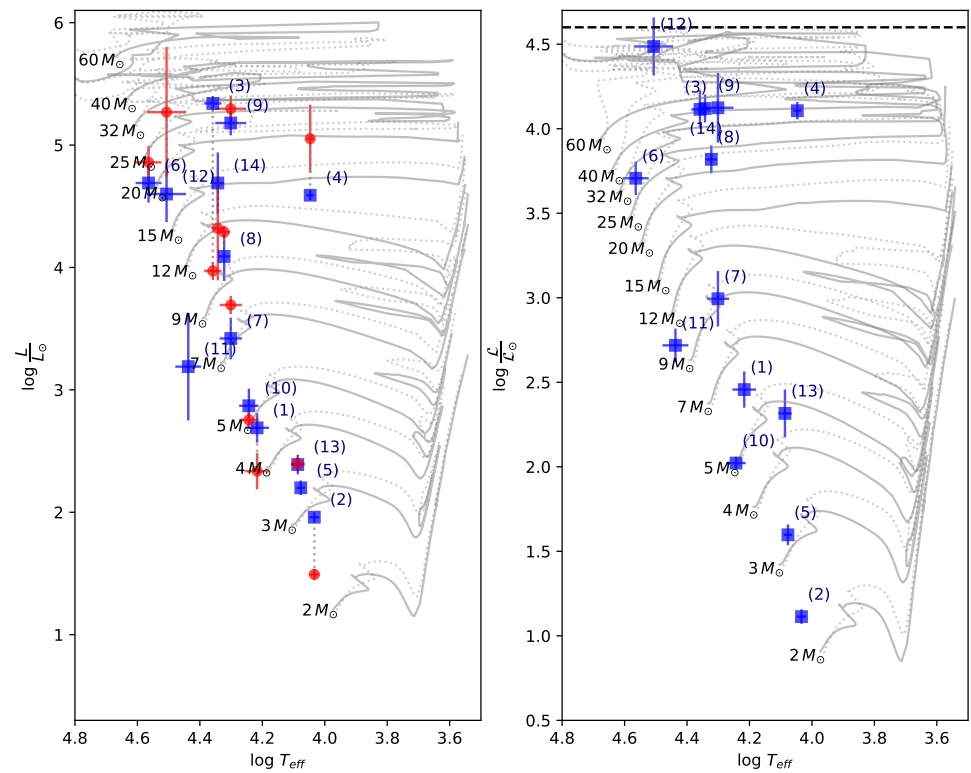 6
5
4
3
2
1
4.8
4.6
4.4
4.2
4.0
3.8
3.6
log T_eff
log L/L⊙
60 M⊙
40 M⊙
32 M⊙
25 M⊙
20 M⊙
15 M⊙
12 M⊙
9 M⊙
7 M⊙
5 M⊙
4 M⊙
3 M⊙
2 M⊙
(3)
(9)
(6)
(12)
(14)
(4)
(8)
(7)
(11)
(10)
(1)
(13)
(5)
(2)
4.5
4.0
3.5
3.0
2.5
2.0
1.5
1.0
0.5
4.8
4.6
4.4
4.2
4.0
3.8
3.6
log T_eff
log ℒ/ℒ⊙
60 M⊙
40 M⊙
32 M⊙
25 M⊙
20 M⊙
15 M⊙
12 M⊙
9 M⊙
7 M⊙
5 M⊙
4 M⊙
3 M⊙
2 M⊙
(12)
(3)
(9)
(4)
(14)
(8)
(6)
(7)
(11)
(1)
(13)
(10)
(5)
(2)